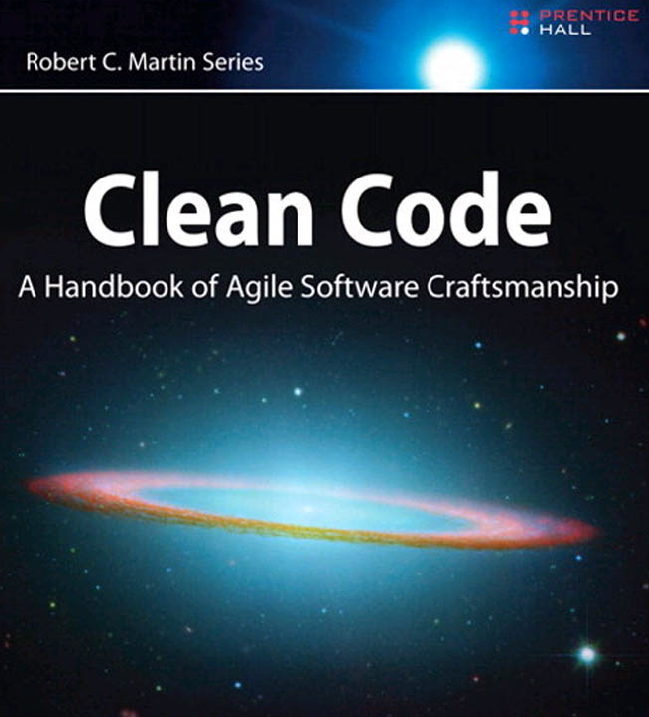 PRENTICE
HALL
Robert C. Martin Series
Clean Code
A Handbook of Agile Software Craftsmanship